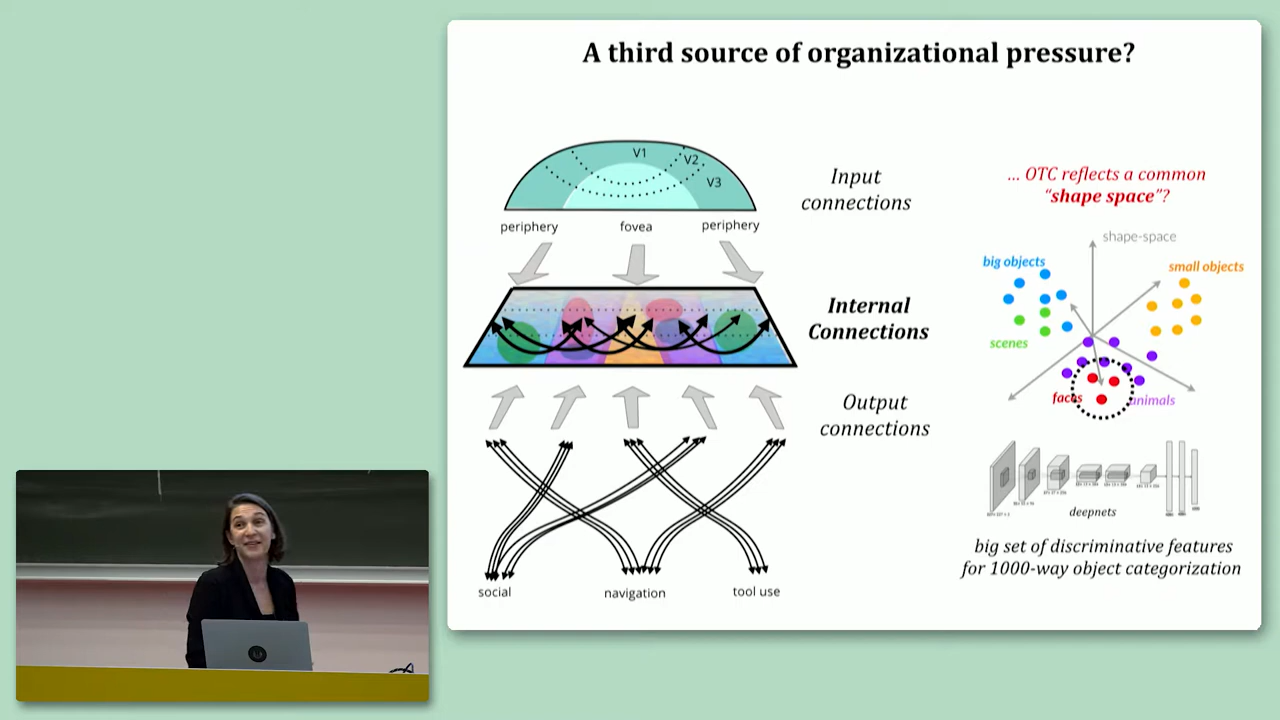 A third source of organizational pressure?
V1
V2
V3
periphery
fovea
periphery
Input
connections
Internal
Connections
Output
connections
social
navigation
tool use
... OTC reflects a common
“shape space”?
shape-space
big objects
small objects
scenes
faces
animals
deepnets
big set of discriminative features
for 1000-way object categorization